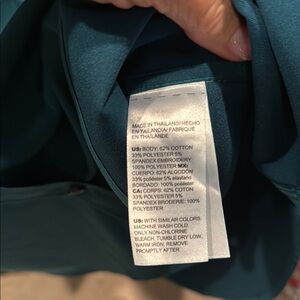 MADE IN THAILAND/ HECHO
EN TAILANDIA/ FABRIQUÉ
EN THAÏLANDE
US: BODY: 62% COTTON
33% POLYESTER 5%
SPANDEX EMBROIDERY:
100% POLYESTER MX:
CUERPO: 62% ALGODÓN
33% poliéster 5% elastano
BORDADO: 100% poliéster
CA: CORPS: 62% COTON
33% POLYESTER 5%
SPANDEX BRODERIE: 100%
POLYESTER
US: WITH SIMILAR COLORS
MACHINE WASH COLD,
ONLY NON-CHLORINE
BLEACH, TUMBLE DRY LOW,
WARM IRON, REMOVE
PROMPTLY AFTER